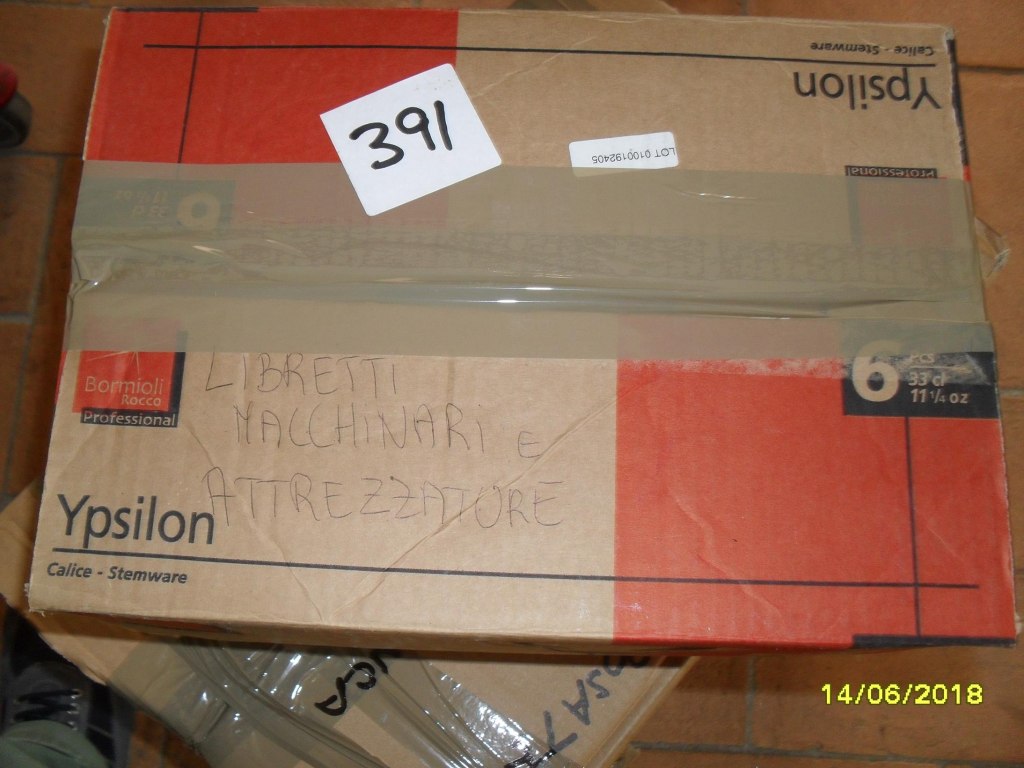 Calice - Stemware
Ypsilon
391
LOT 0100192405
Professional
6
Bormioli
Rocco
Professional
LIBRETTI
MACCHINARI E
ATTREZZATURE
6 PCS
33 cl
11 1/4 oz
Ypsilon
Calice - Stemware
14/06/2018